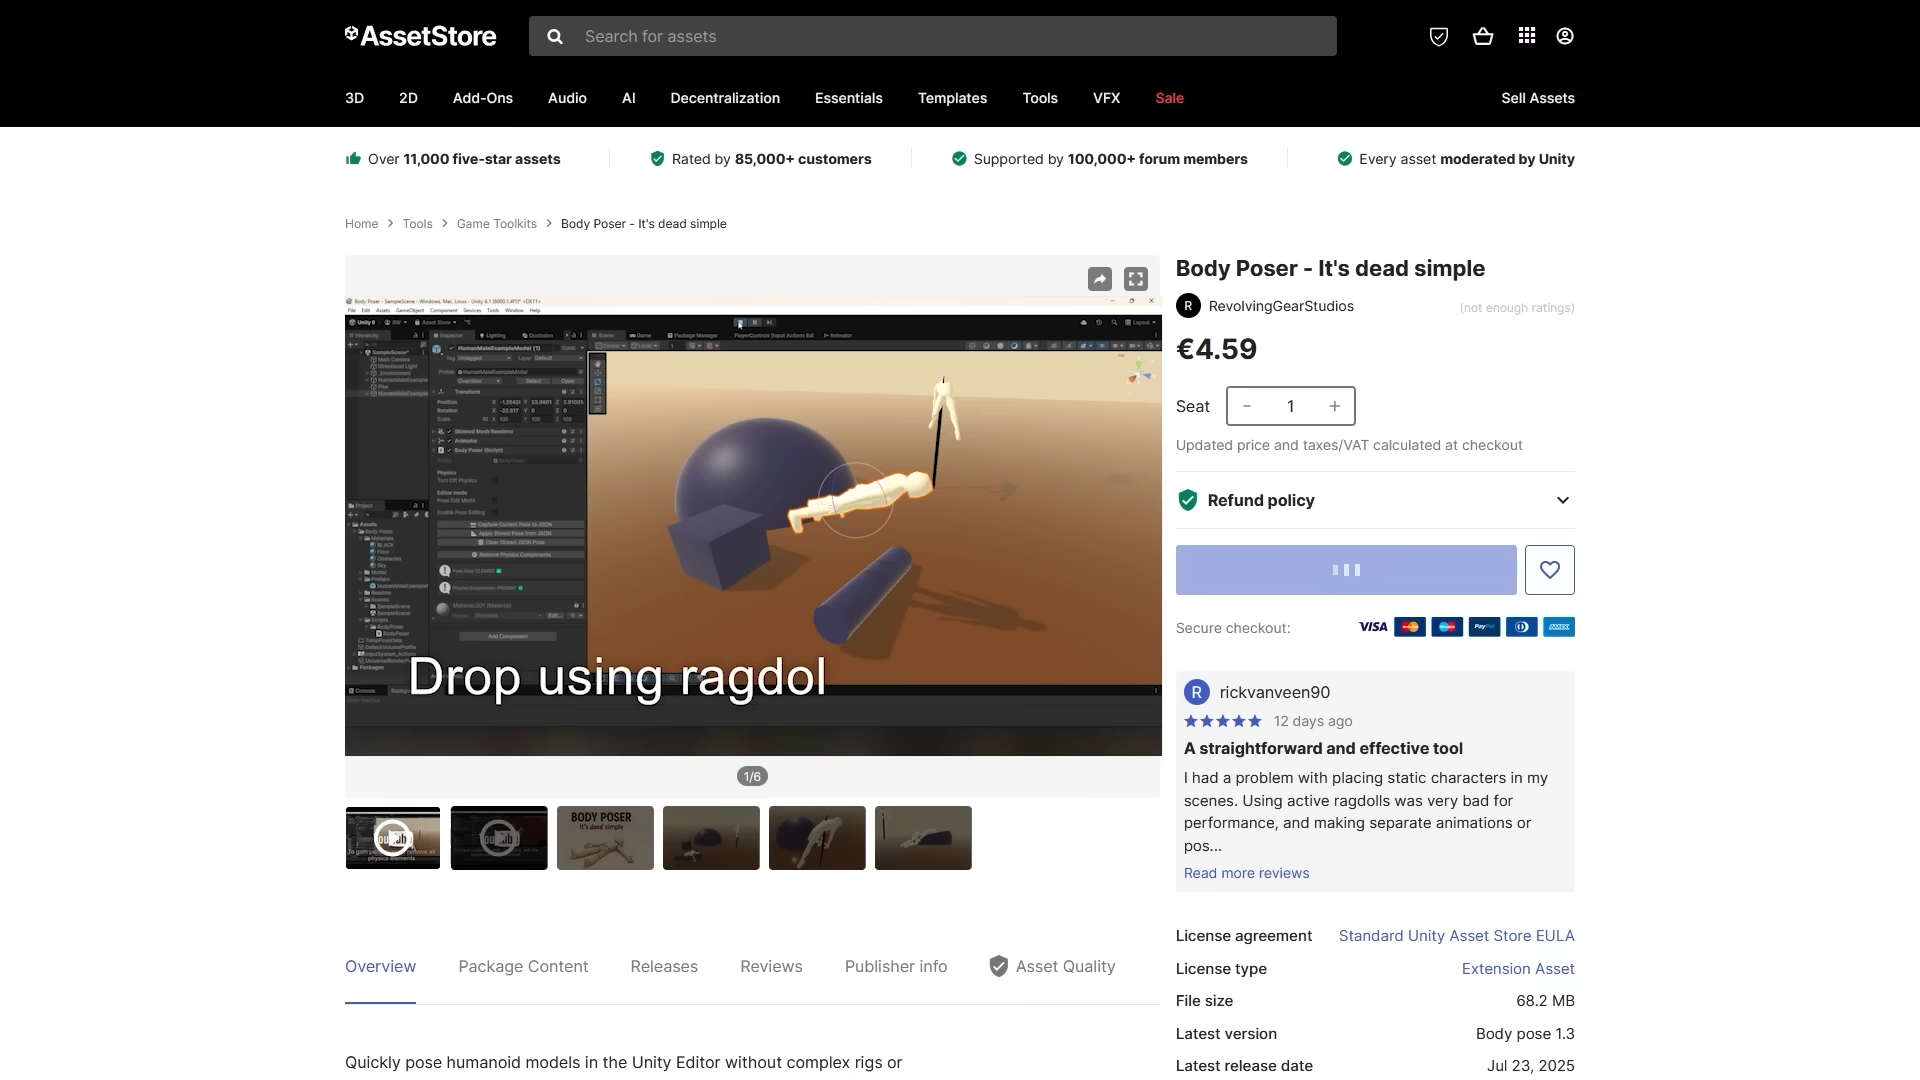 AssetStore
Search for assets
3D
2D
Add-Ons
Audio
AI
Decentralization
Essentials
Templates
Tools
VFX
Sale
Sell Assets
Over 11,000 five-star assets
Rated by 85,000+ customers
Supported by 100,000+ forum members
Every asset moderated by Unity
Home > Tools > Game Toolkits > Body Poser - It's dead simple
Drop using ragdol
1/6
BODY POSER
It's dead simple
Body Poser - It's dead simple
R RevolvingGearStudios
(not enough ratings)
€4.59
Seat
- 1 +
Updated price and taxes/VAT calculated at checkout
Refund policy
Secure checkout:
VISA
PayPal
AMEX
R rickvanveen90
12 days ago
A straightforward and effective tool
I had a problem with placing static characters in my
scenes. Using active ragdolls was very bad for
performance, and making separate animations or
pos...
Read more reviews
License agreement Standard Unity Asset Store EULA
License type Extension Asset
File size 68.2 MB
Latest version Body pose 1.3
Latest release date Jul 23, 2025
Overview
Package Content
Releases
Reviews
Publisher info
Asset Quality
Quickly pose humanoid models in the Unity Editor without complex rigs or